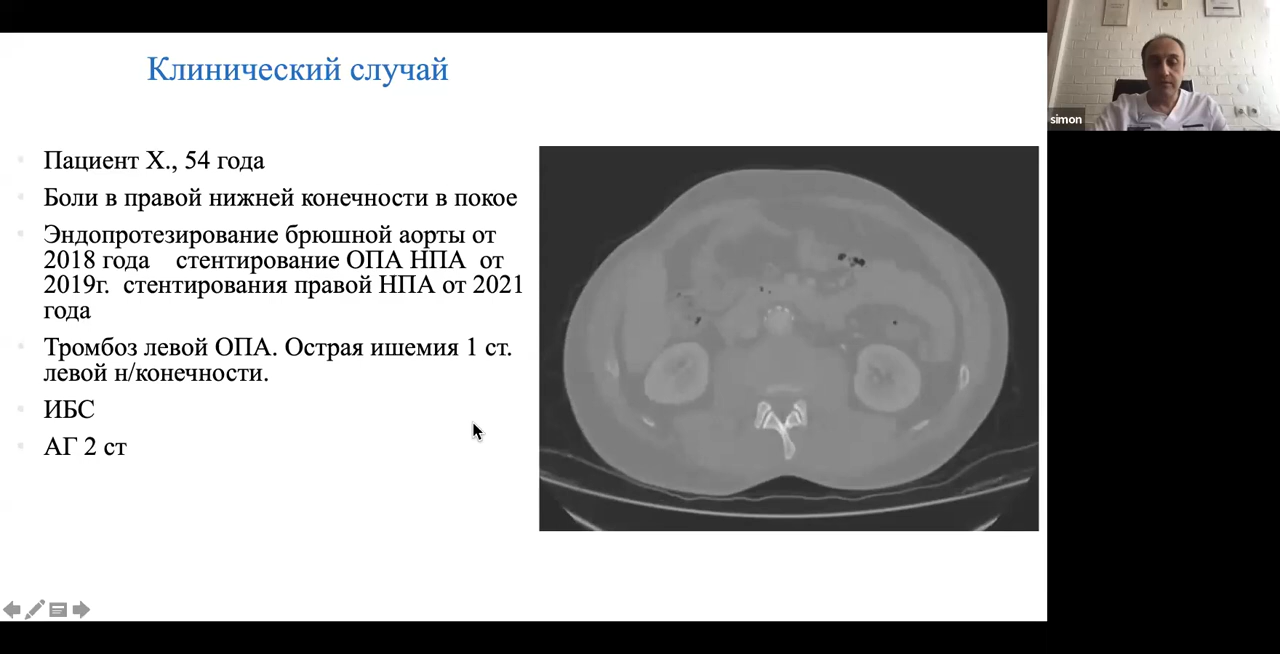 Клинический случай
Пациент Х., 54 года
Боли в правой нижней конечности в покое
Эндопротезирование брюшной аорты от
2018 года стентирование ОПА НПА от
2019г. стентирования правой НПА от 2021
года
Тромбоз левой ОПА. Острая ишемия 1 ст.
левой н/конечности.
ИБС
АГ 2 ст
simon